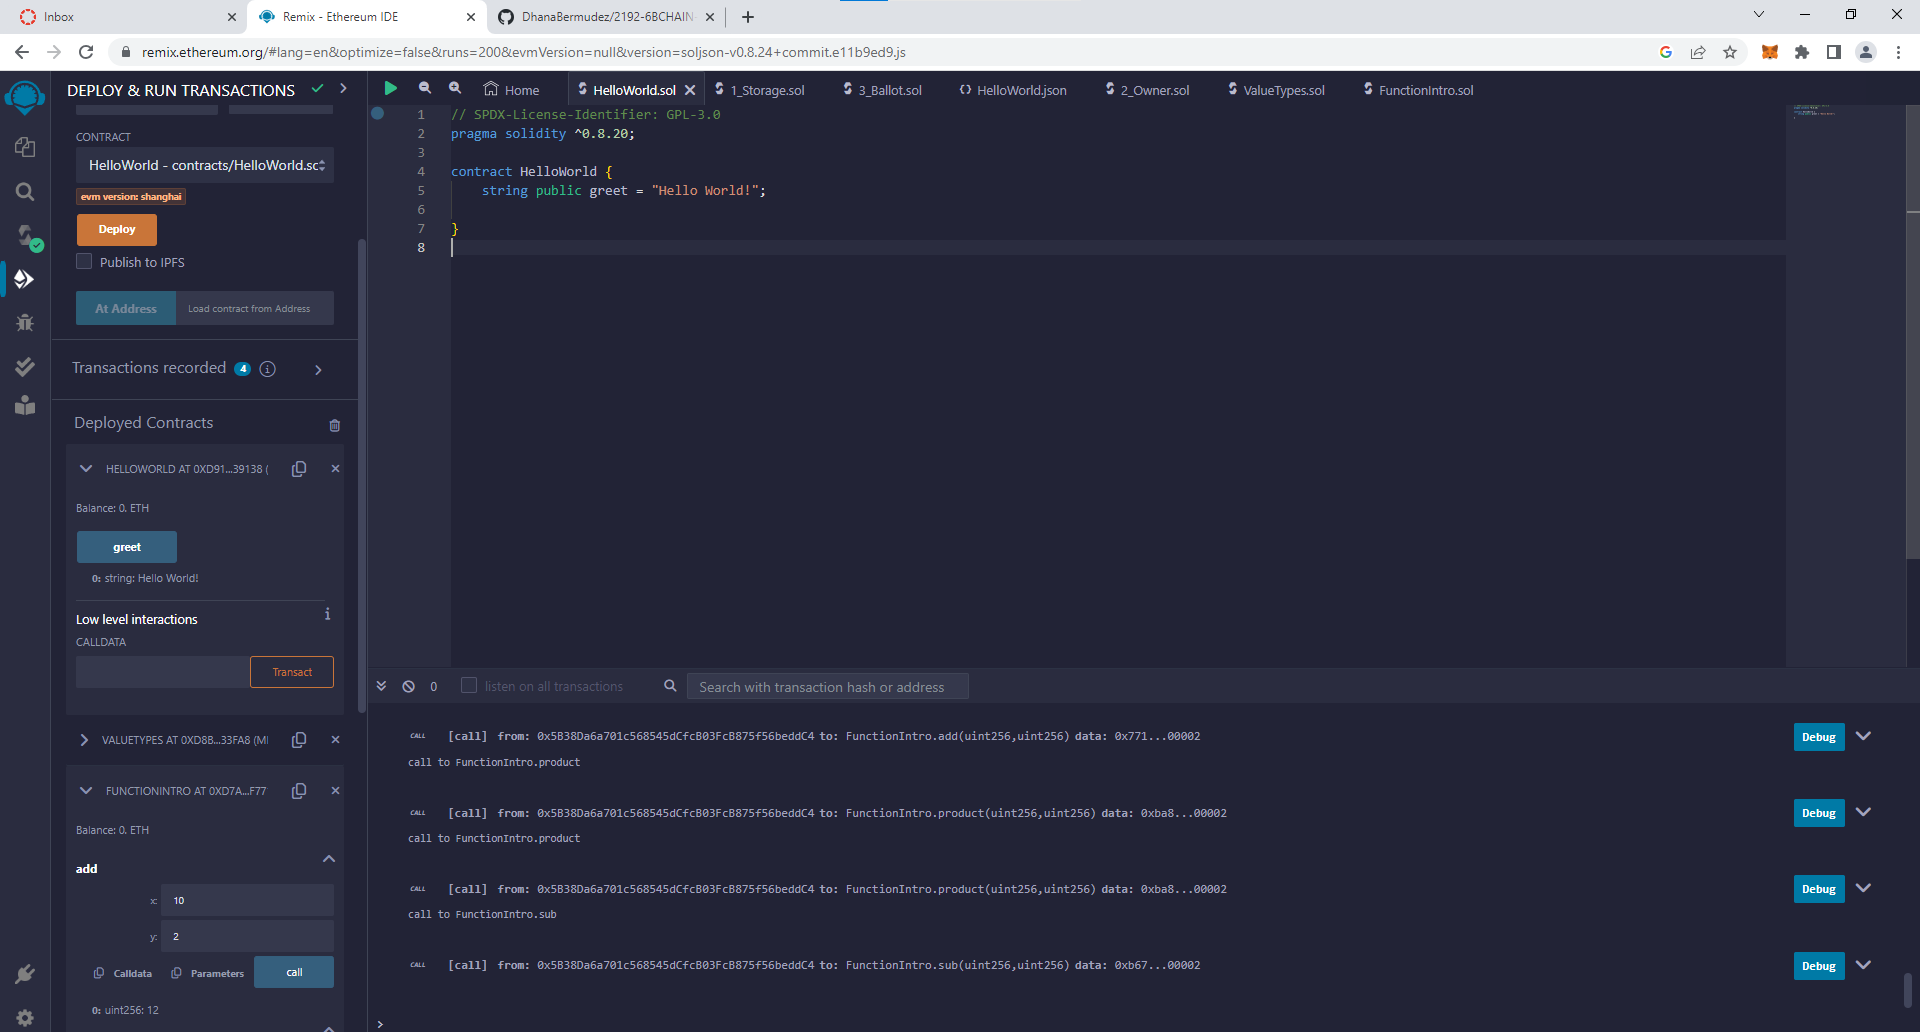 Inbox
Remix - Ethereum IDE
DhanaBermudez/2192-6BCHAIN
remix.ethereum.org/#lang=en&optimize=false&runs=200&evmVersion=null&version=soljson-v0.8.24+commit.e11b9ed9.js
DEPLOY & RUN TRANSACTIONS
Home
HelloWorld.sol
1_Storage.sol
3_Ballot.sol
HelloWorld.json
2_Owner.sol
ValueTypes.sol
FunctionIntro.sol
CONTRACT
HelloWorld - contracts/HelloWorld.sc
evm version: shanghai
Deploy
Publish to IPFS
At Address
Load contract from Address
Transactions recorded 4 i
Deployed Contracts
HELLOWORLD AT 0XD91...39138 (
Balance: 0. ETH
greet
0: string: Hello World!
Low level interactions
i
CALLDATA
Transact
VALUETYPES AT 0XD8B...33FA8 (MI
FUNCTIONINTRO AT 0XD7A...F77
Balance: 0. ETH
add
x: 10
y: 2
Calldata
Parameters
call
0: uint256: 12
1 // SPDX-License-Identifier: GPL-3.0
2 pragma solidity ^0.8.20;
3
4 contract HelloWorld {
5 string public greet = "Hello World!";
6
7 }
8
0
listen on all transactions
Search with transaction hash or address
CALL [call] from: 0x5B38Da6a701c568545dCfcB03FcB875f56beddC4 to: FunctionIntro.add(uint256,uint256) data: 0x771...00002
Debug
call to FunctionIntro.product
CALL [call] from: 0x5B38Da6a701c568545dCfcB03FcB875f56beddC4 to: FunctionIntro.product(uint256,uint256) data: 0xba8...00002
Debug
call to FunctionIntro.product
CALL [call] from: 0x5B38Da6a701c568545dCfcB03FcB875f56beddC4 to: FunctionIntro.product(uint256,uint256) data: 0xba8...00002
Debug
call to FunctionIntro.sub
CALL [call] from: 0x5B38Da6a701c568545dCfcB03FcB875f56beddC4 to: FunctionIntro.sub(uint256,uint256) data: 0xb67...00002
Debug
>